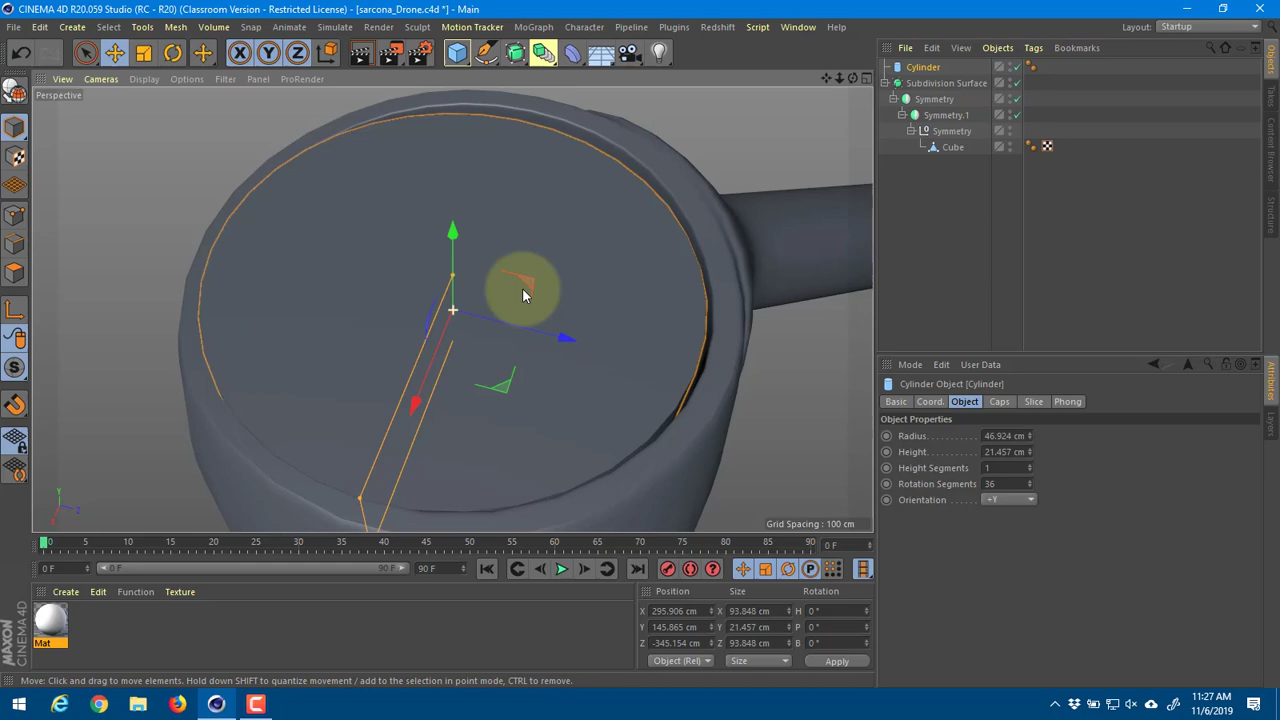 CINEMA 4D R20.059 Studio (RC - R20) (Classroom Version - Restricted License) - [sarcona_Drone.c4d *] - Main
File Edit Create Select Tools Mesh Volume Snap Animate Simulate Render Sculpt Motion Tracker MoGraph Character Pipeline Plugins Redshift Script Window Help Layout: Startup
File Edit View Objects Tags Bookmarks
View Cameras Display Options Filter Panel ProRender
Perspective
Cylinder
Subdivision Surface
Symmetry
Symmetry.1
Symmetry
Cube
Objects
Takes
Content Browser
Structure
Mode Edit User Data
Cylinder Object [Cylinder]
Basic Coord. Object Caps Slice Phong
Object Properties
Radius 46.924 cm
Height 21.457 cm
Height Segments 1
Rotation Segments 36
Orientation +Y
Attributes
Layers
Y
Z
X
Grid Spacing : 100 cm
0 5 10 15 20 25 30 35 40 45 50 55 60 65 70 75 80 85 90 0 F
0 F 0 F 90 F 90 F
Create Edit Function Texture
Mat
Position Size Rotation
X 295.906 cm X 93.848 cm H 0 °
Y 145.865 cm Y 21.457 cm P 0 °
Z -345.154 cm Z 93.848 cm B 0 °
Object (Rel) Size Apply
MAXON CINEMA 4D
Move: Click and drag to move elements. Hold down SHIFT to quantize movement / add to the selection in point mode, CTRL to remove.
11:27 AM
11/6/2019